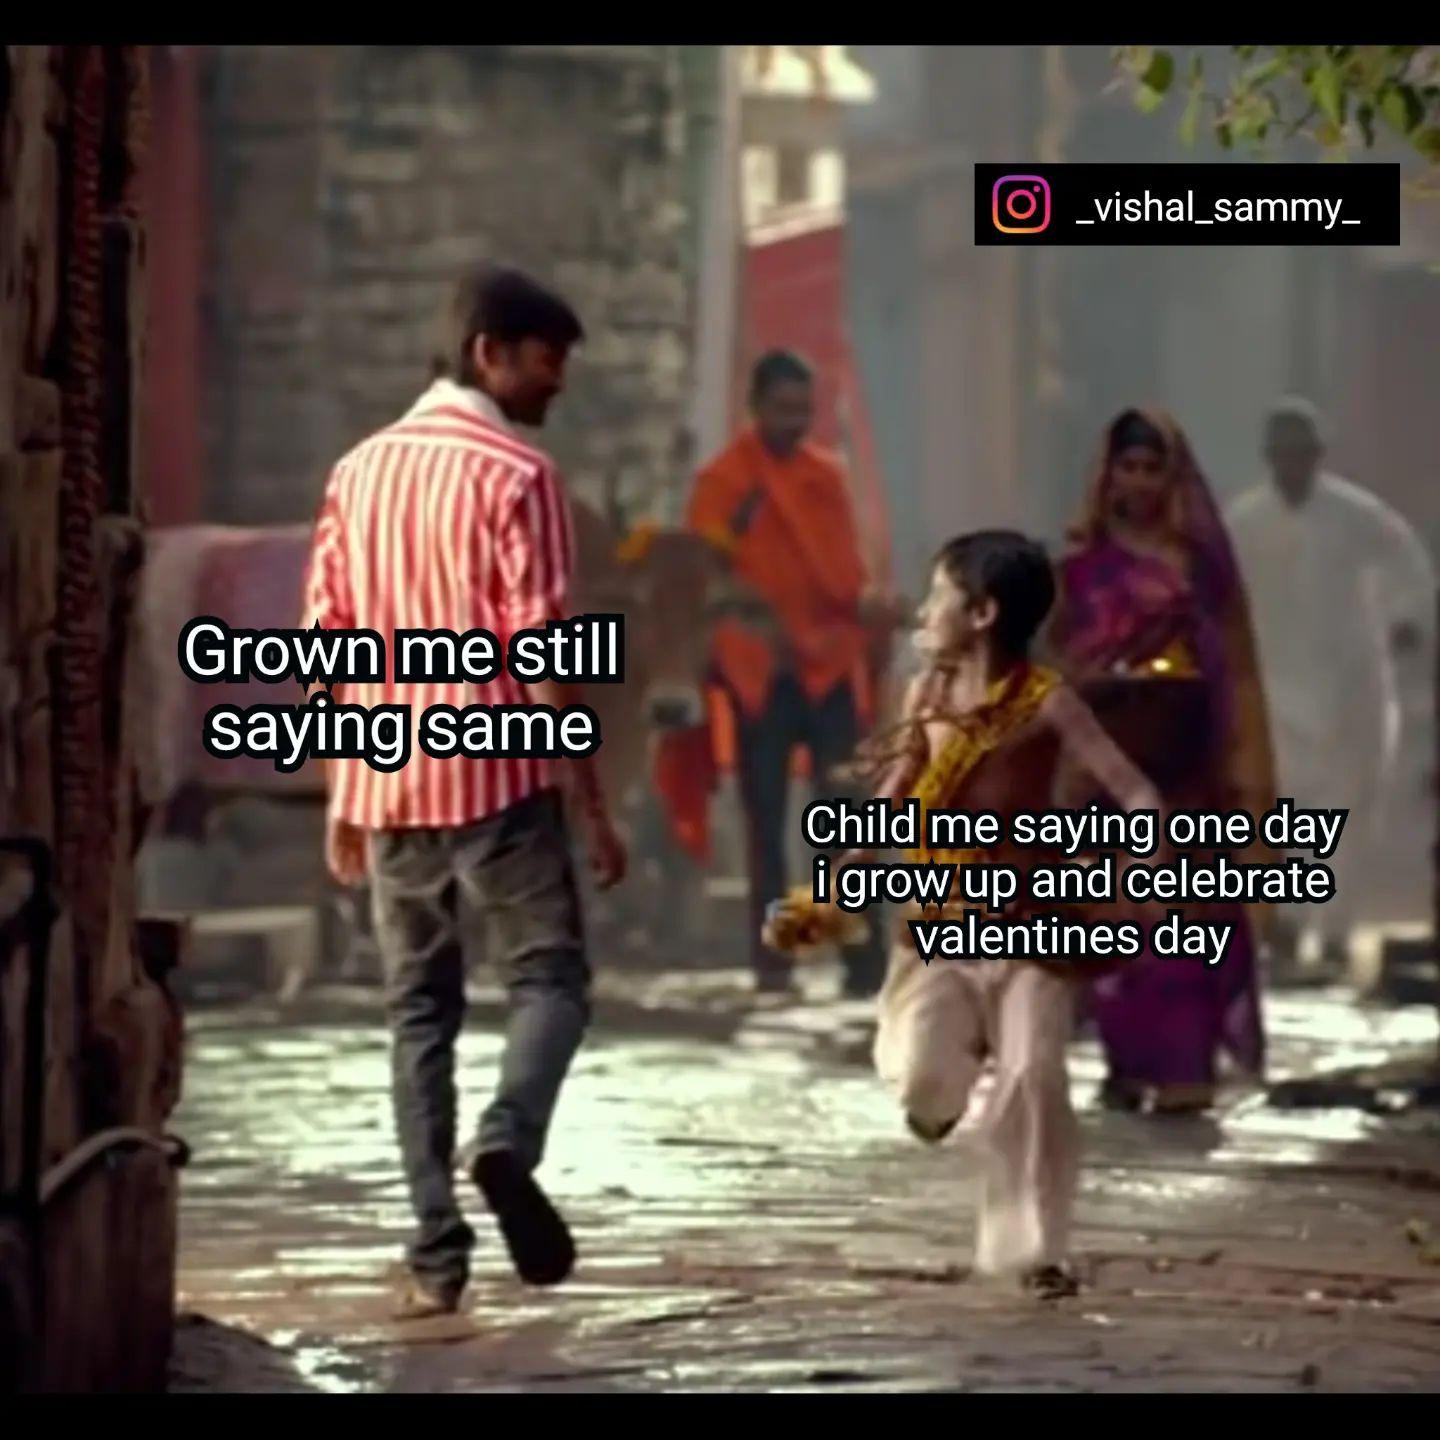 _vishal_sammy_
Grown me still
saying same
Child me saying one day
i grow up and celebrate
valentines day